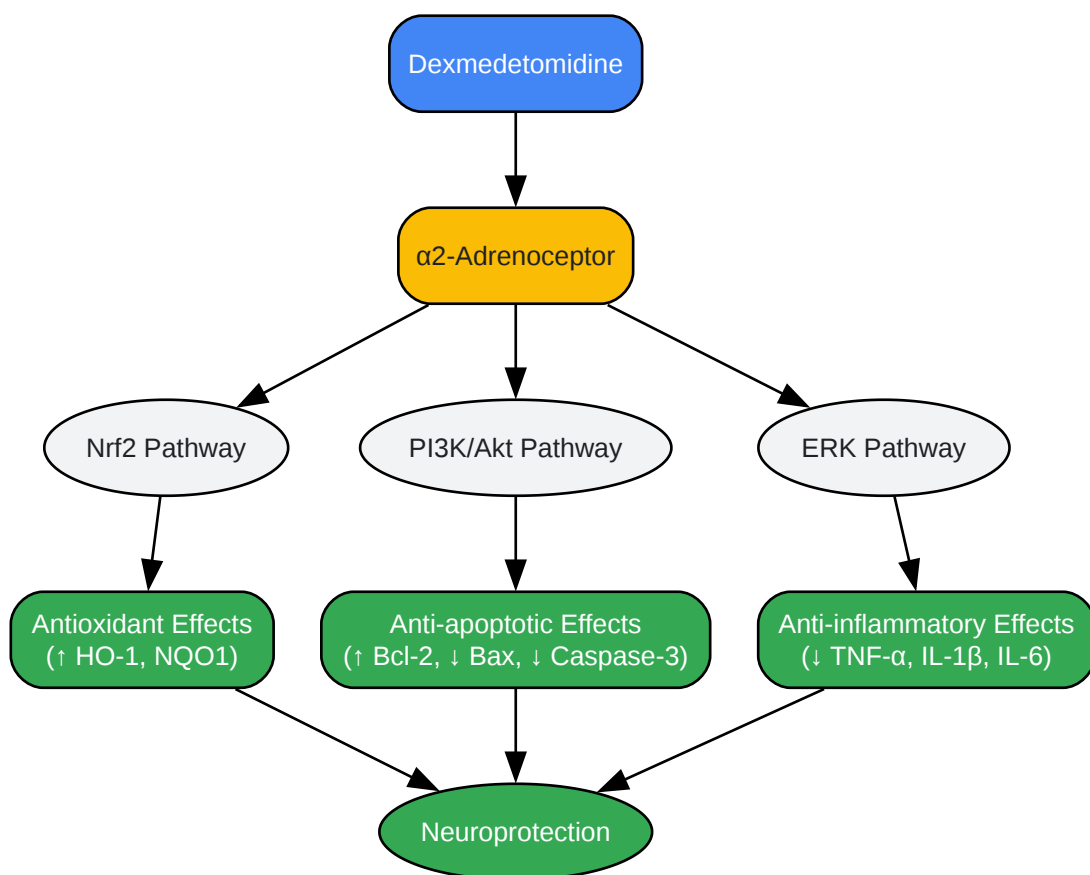 Dexmedetomidine
α2-Adrenoceptor
Nrf2 Pathway
PI3K/Akt Pathway
ERK Pathway
Antioxidant Effects
(↑ HO-1, NQO1)
Anti-apoptotic Effects
(↑ Bcl-2, ↓ Bax, ↓ Caspase-3)
Anti-inflammatory Effects
(↓ TNF-α, IL-1β, IL-6)
Neuroprotection